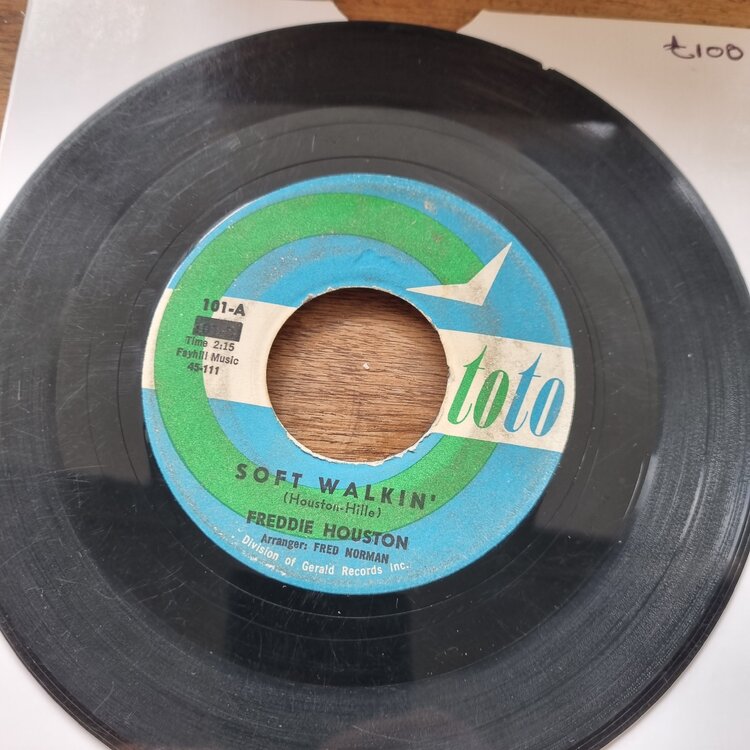 t108
101-A
Time 2:15
Fayhill Music
45-111
toto
SOFT WALKIN'
(Houston-Hille)
FREDDIE HOUSTON
Arranger: FRED NORMAN
Division of Gerald Records Inc.